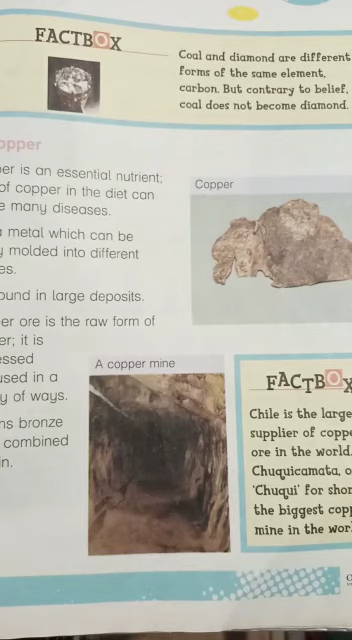 FACTBOX
Coal and diamond are different
forms of the same element,
carbon. But contrary to belief,
coal does not become diamond.
opper
er is an essential nutrient;
of copper in the diet can
e many diseases.
a metal which can be
y molded into different
es.
ound in large deposits.
er ore is the raw form of
er; it is
essed
used in a
y of ways.
ms bronze
combined
in.
Copper
A copper mine
FACTBOX
Chile is the large
supplier of coppe
ore in the world.
Chuquicamata, o
'Chuqui' for shor
the biggest copp
mine in the wor